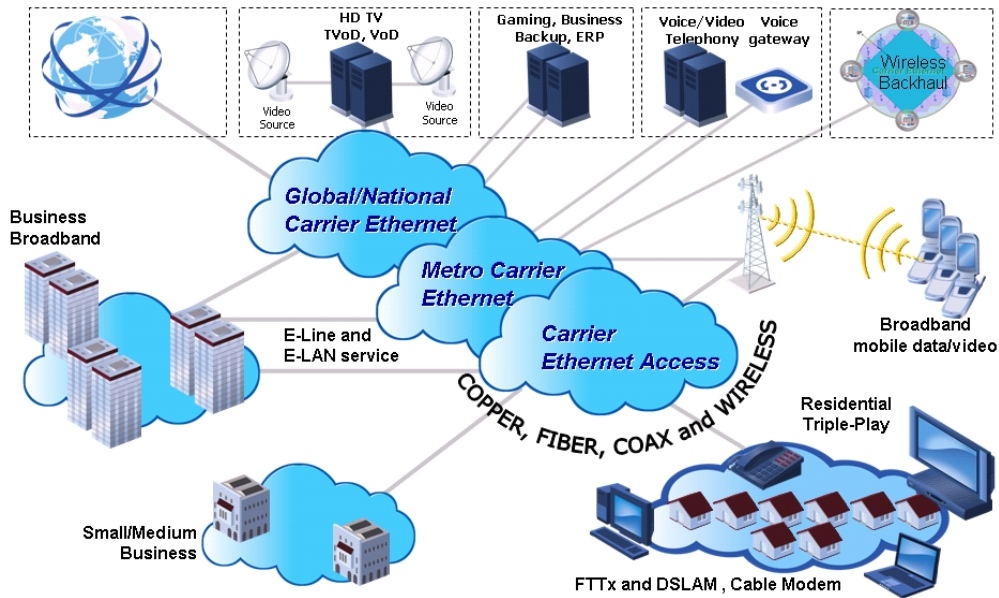 HD TV
TVoD, VoD
Video
Source
Video
Source
Gaming, Business
Backup, ERP
Voice/Video Voice
Telephony gateway
Wireless
Carrier Ethernet
Backhaul
Global/National
Carrier Ethernet
Business
Broadband
Metro Carrier
Ethernet
E-Line and
E-LAN service
Carrier
Ethernet Access
COPPER, FIBER, COAX and WIRELESS
Broadband
mobile data/video
Residential
Triple-Play
Small/Medium
Business
FTTx and DSLAM , Cable Modem